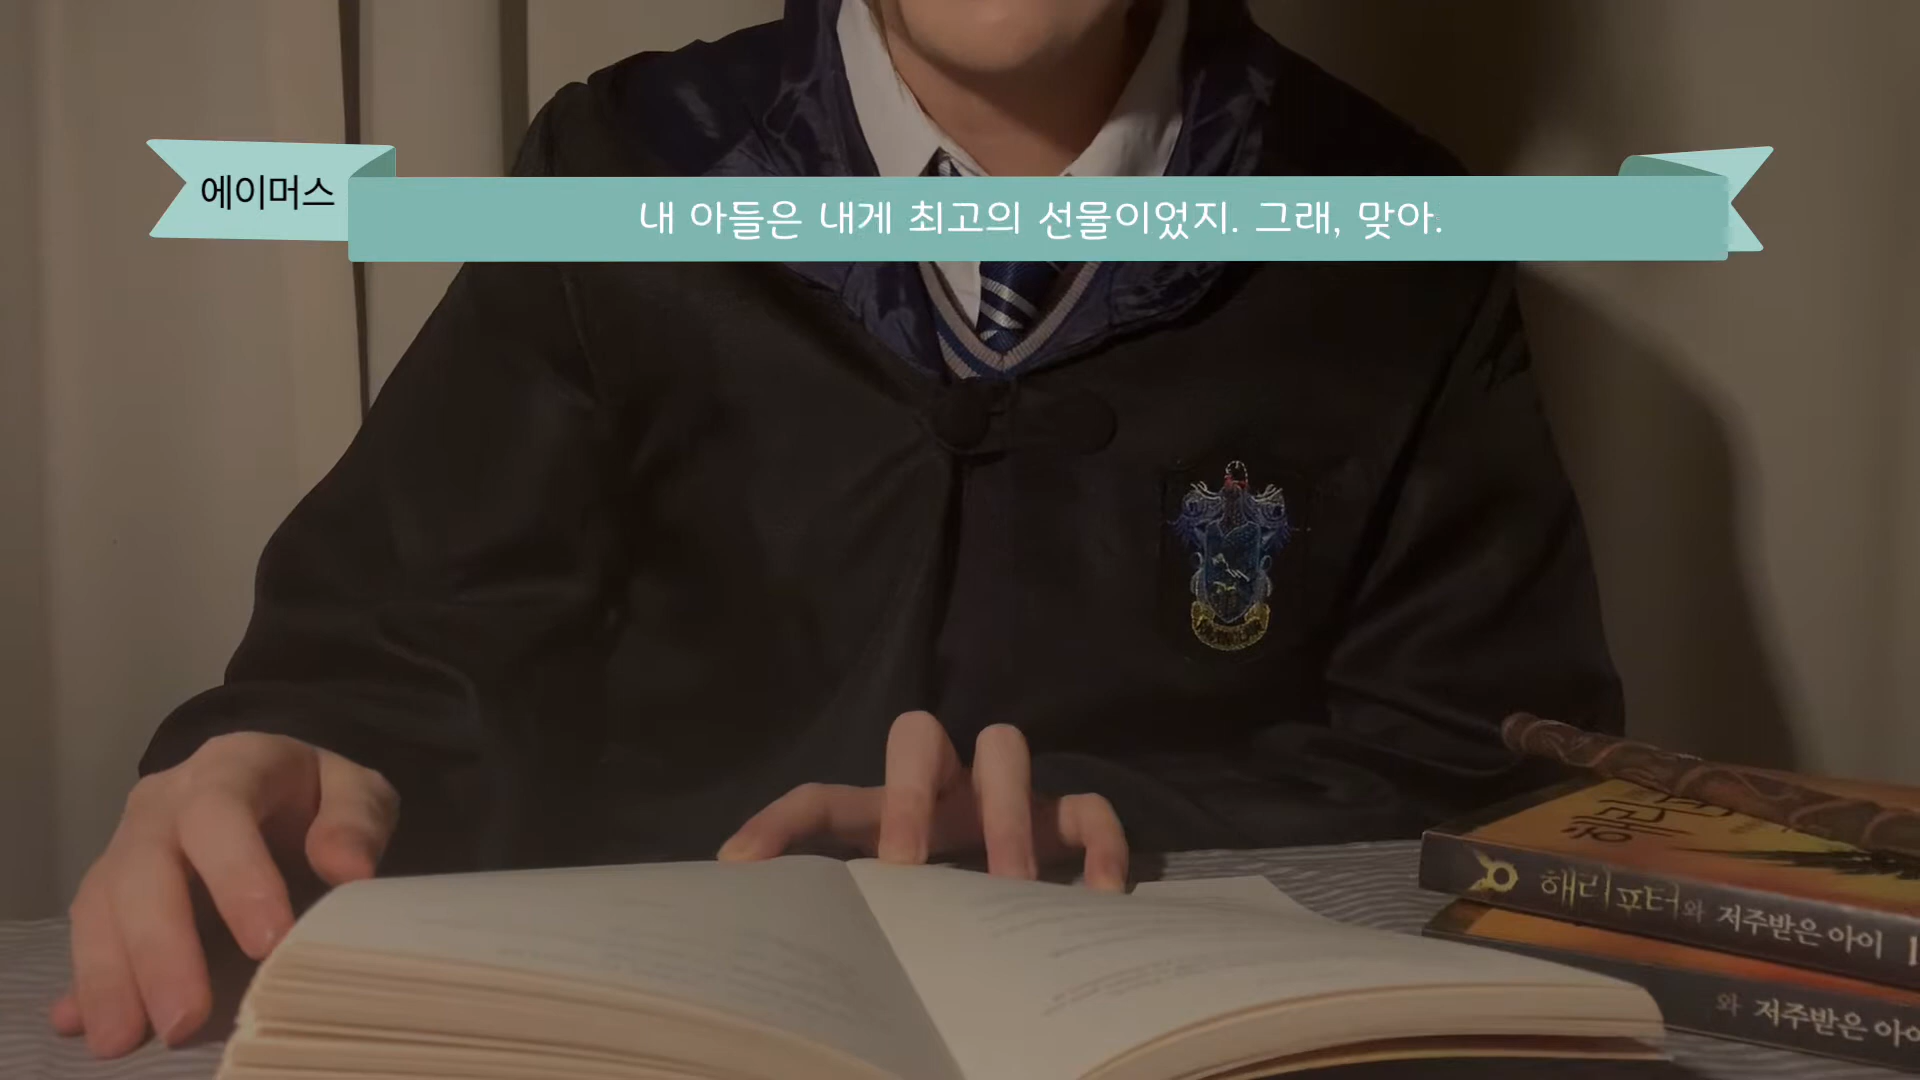 에이머스
내 아들은 내게 최고의 선물이었지. 그래, 맞아.
해리포터와 저주받은 아이 1
와 저주받은 아이